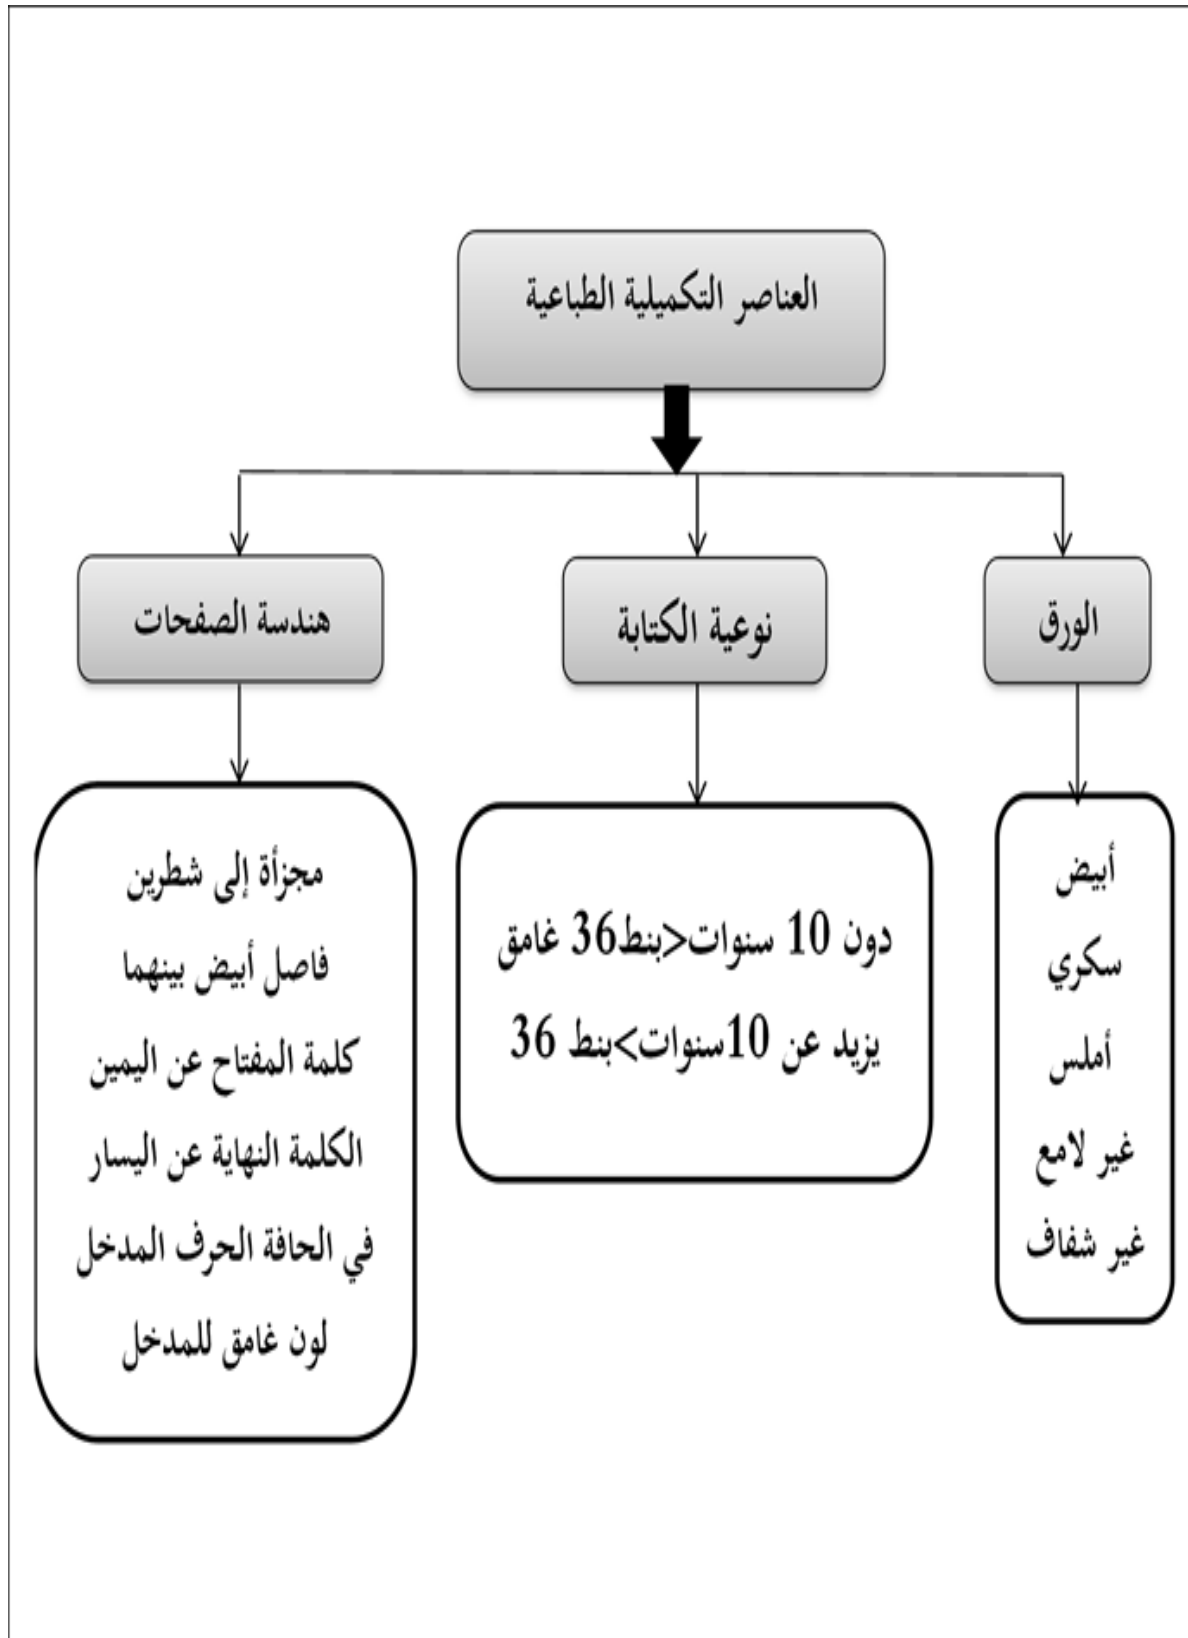 العناصر التكميلية الطباعية
الورق
نوعية الكتابة
هندسة الصفحات
أبيض
سكري
أملس
غير لامع
غير شفاف
دون 10 سنوات<بنط36 غامق
يزيد عن 10سنوات>بنط 36
مجزأة إلى شطرين
فاصل أبيض بينهما
كلمة المفتاح عن اليمين
الكلمة النهاية عن اليسار
في الحافة الحرف المدخل
لون غامق للمدخل